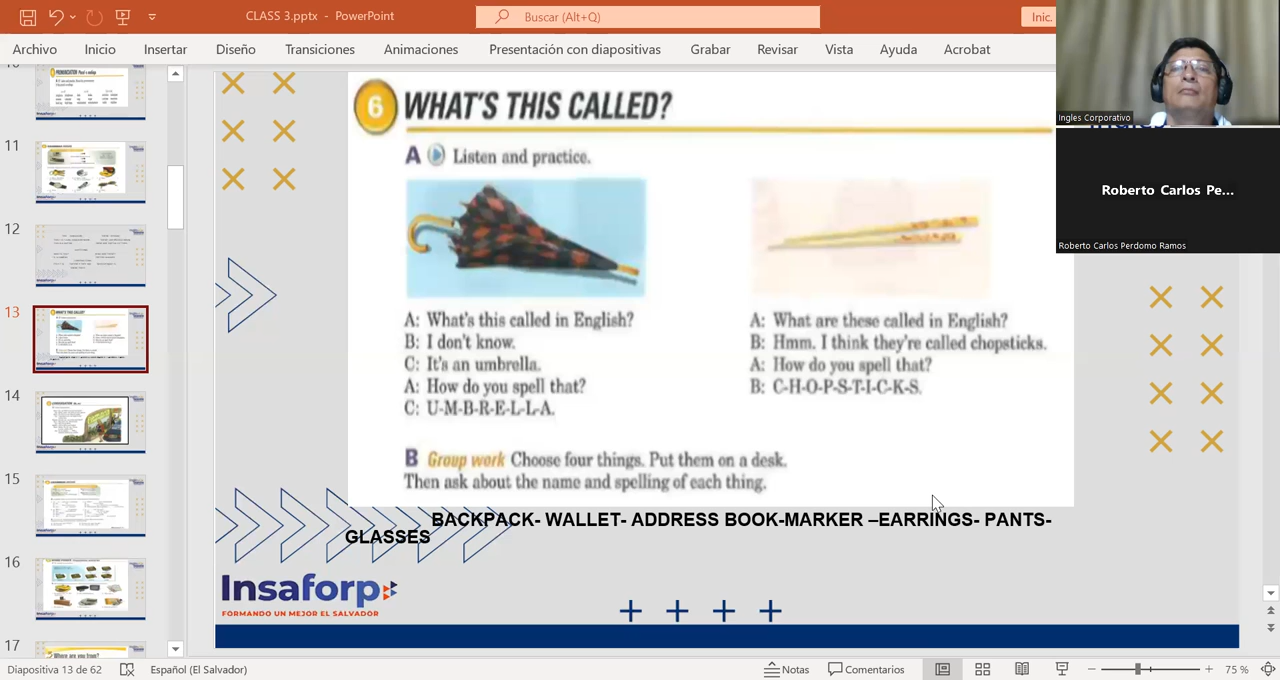 CLASS 3.pptx - PowerPoint
Buscar (Alt+Q)
Inic.
Archivo Inicio Insertar Diseño Transiciones Animaciones Presentación con diapositivas Grabar Revisar Vista Ayuda Acrobat
Ingles Corporativo
Roberto Carlos Pe...
Roberto Carlos Perdomo Ramos
11
12
13
14
15
16
17
6 WHAT'S THIS CALLED?
A Listen and practice.
A: What's this called in English?
B: I don't know.
C: It's an umbrella.
A: How do you spell that?
C: U-M-B-R-E-L-L-A.
A: What are these called in English?
B: Hmm. I think they're called chopsticks.
A: How do you spell that?
B: C-H-O-P-S-T-I-C-K-S.
B Group work Choose four things. Put them on a desk.
Then ask about the name and spelling of each thing.
BACKPACK- WALLET- ADDRESS BOOK-MARKER –EARRINGS- PANTS-
GLASSES
Insaforp
FORMANDO UN MEJOR EL SALVADOR
Diapositiva 13 de 62 Español (El Salvador) Notas Comentarios 75 %